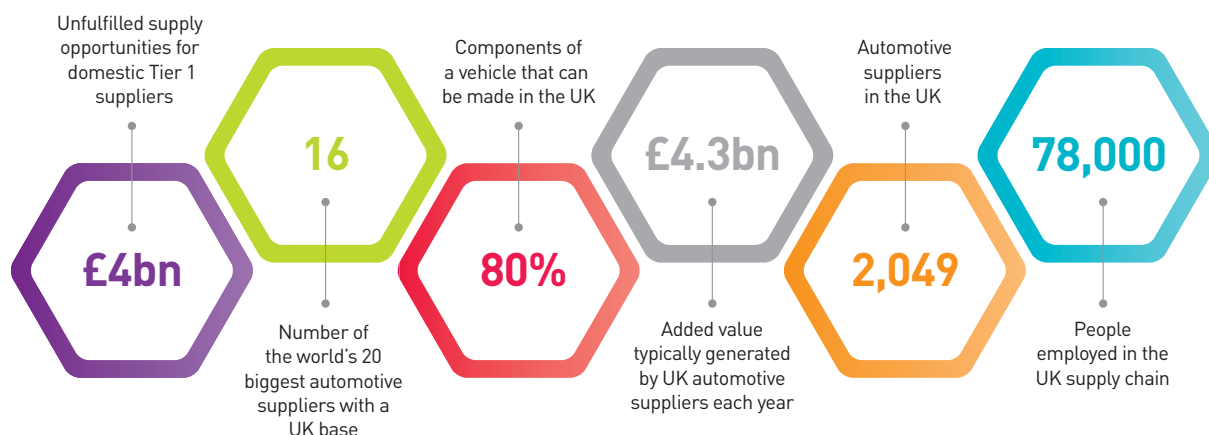 Unfulfilled supply
opportunities for
domestic Tier 1
suppliers
£4bn
16
Number of
the world's 20
biggest automotive
suppliers with a
UK base
Components of
a vehicle that can
be made in the UK
80%
£4.3bn
Added value
typically generated
by UK automotive
suppliers each year
Automotive
suppliers
in the UK
2,049
78,000
People
employed in the
UK supply chain